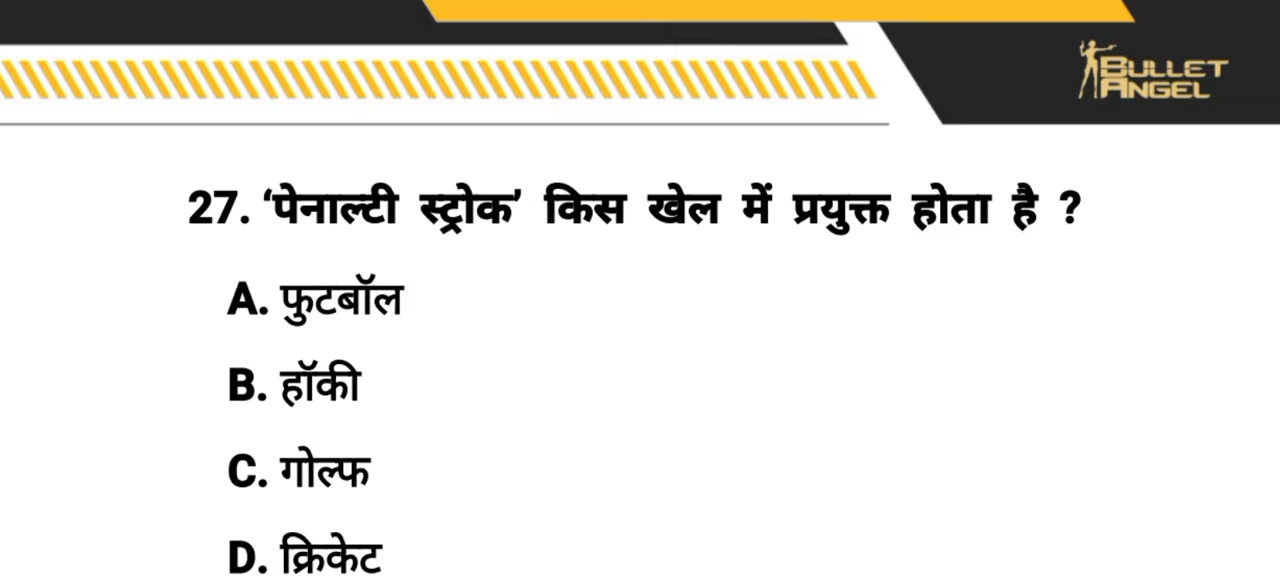 BULLET
ANGEL
27. ‘पेनाल्टी स्ट्रोक’ किस खेल में प्रयुक्त होता है ?
A. फुटबॉल
B. हॉकी
C. गोल्फ
D. क्रिकेट